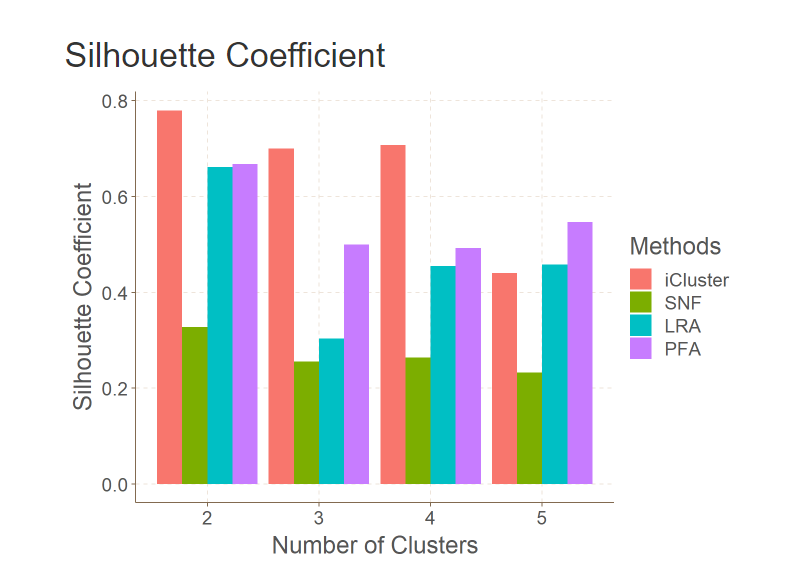 Silhouette Coefficient
Silhouette Coefficient
0.8
0.6
0.4
0.2
0.0
2 3 4 5
Number of Clusters
Methods
iCluster
SNF
LRA
PFA